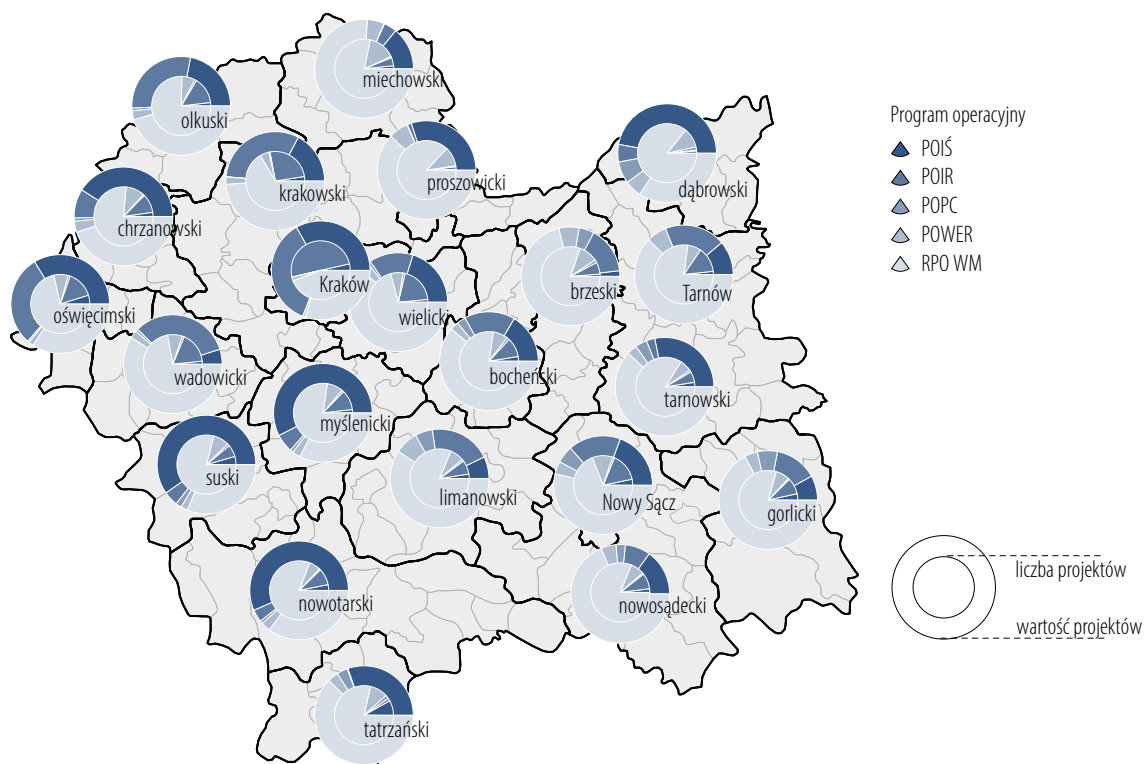 miechowski
olkuski
krakowski
proszowicki
dąbrowski
chrzanowski
Kraków
wielicki
brzeski
Tarnów
oświęcimski
wadowicki
bocheński
tarnowski
myślenicki
suski
limanowski
Nowy Sącz
gorlicki
nowotarski
nowosądecki
tatrzański
Program operacyjny
POIŚ
POIR
POPC
POWER
RPO WM
liczba projektów
wartość projektów